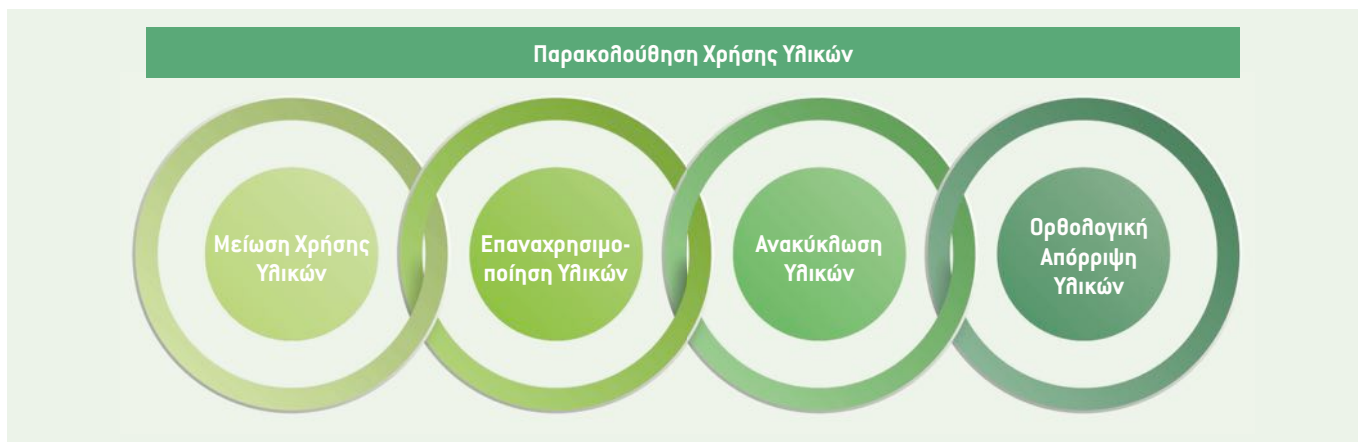 Παρακολούθηση Χρήσης Υλικών
Μείωση Χρήσης
Υλικών
Επαναχρησιμο-
ποίηση Υλικών
Ανακύκλωση
Υλικών
Ορθολογική
Απόρριψη
Υλικών